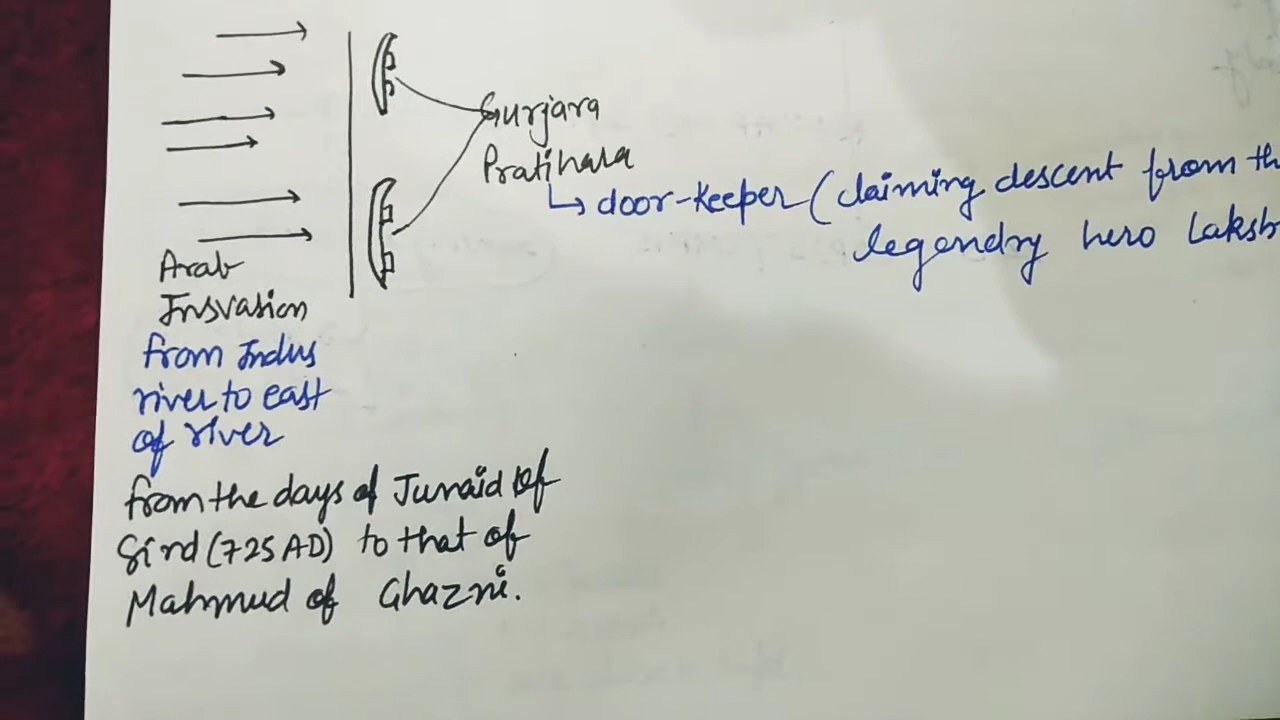 Gurjara
Pratihara
door-keeper (claiming descent from th
legendry hero Laksh
Arab
Invsvasion
from Indus
river to east
of river
from the days of Junaid of
Sind (725 AD) to that of
Mahmud of Ghazni.